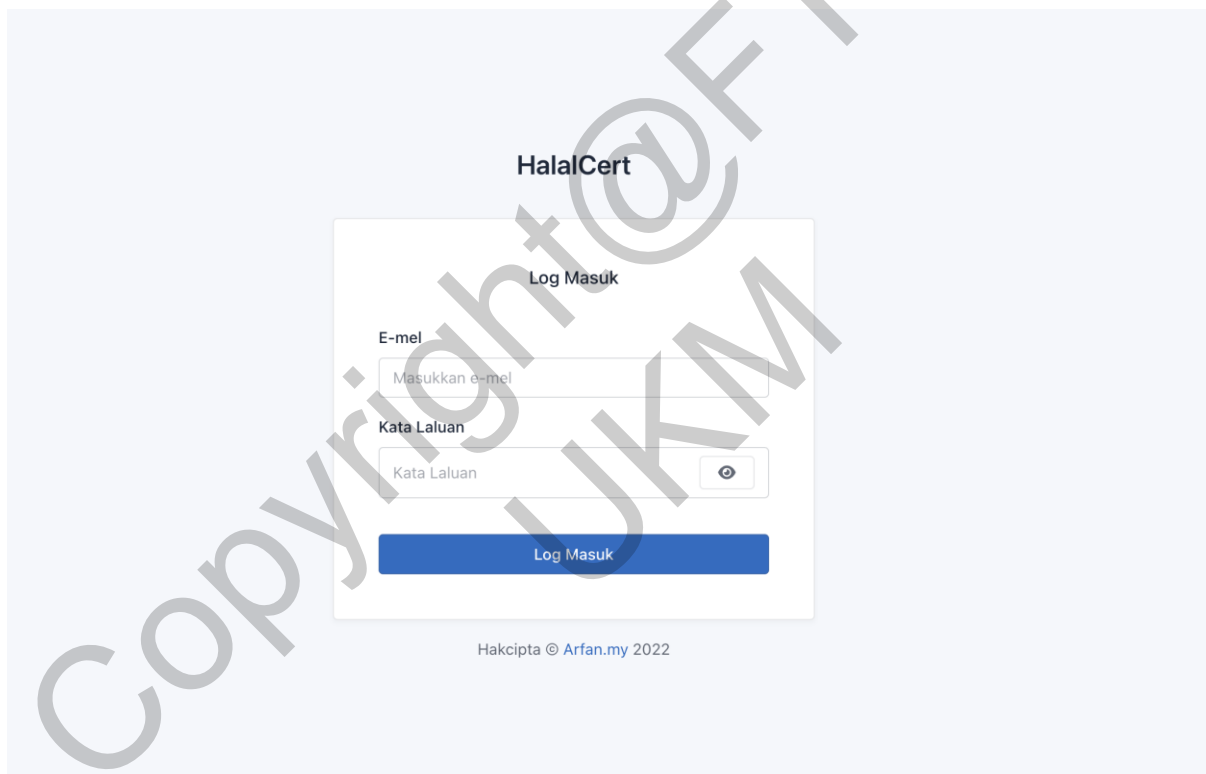 HalalCert
Log Masuk
E-mel
Masukkan e-mel
Kata Laluan
Kata Laluan
Log Masuk
Hakcipta © Arfan.my 2022
Copyright@FT
UKM